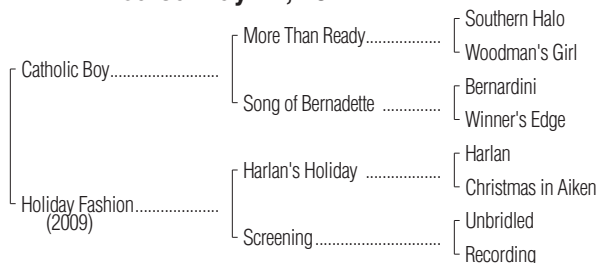 Southern Halo
More Than Ready
Woodman's Girl
Catholic Boy
Bernardini
Song of Bernadette
Winner's Edge
Harlan
Harlan's Holiday
Christmas in Aiken
Holiday Fashion
(2009)
Unbridled
Screening
Recording